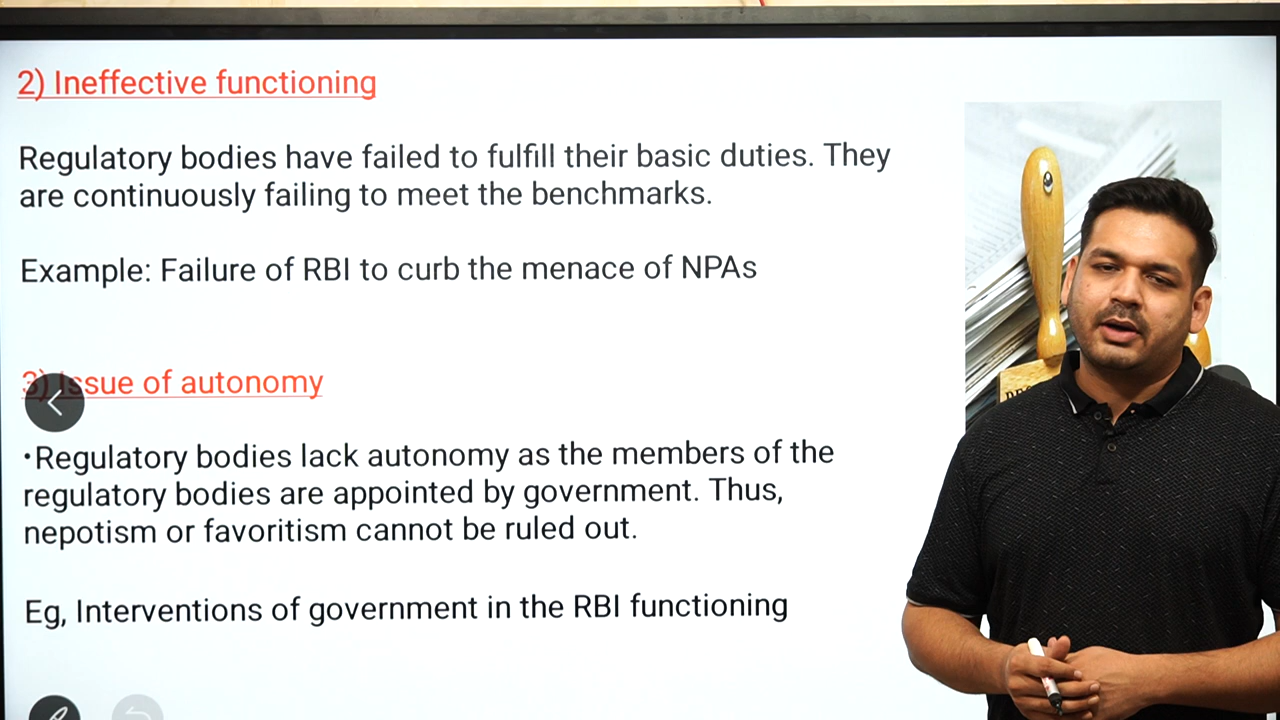 2) Ineffective functioning
Regulatory bodies have failed to fulfill their basic duties. They
are continuously failing to meet the benchmarks.
Example: Failure of RBI to curb the menace of NPAs
3) Issue of autonomy
•Regulatory bodies lack autonomy as the members of the
regulatory bodies are appointed by government. Thus,
nepotism or favoritism cannot be ruled out.
Eg, Interventions of government in the RBI functioning